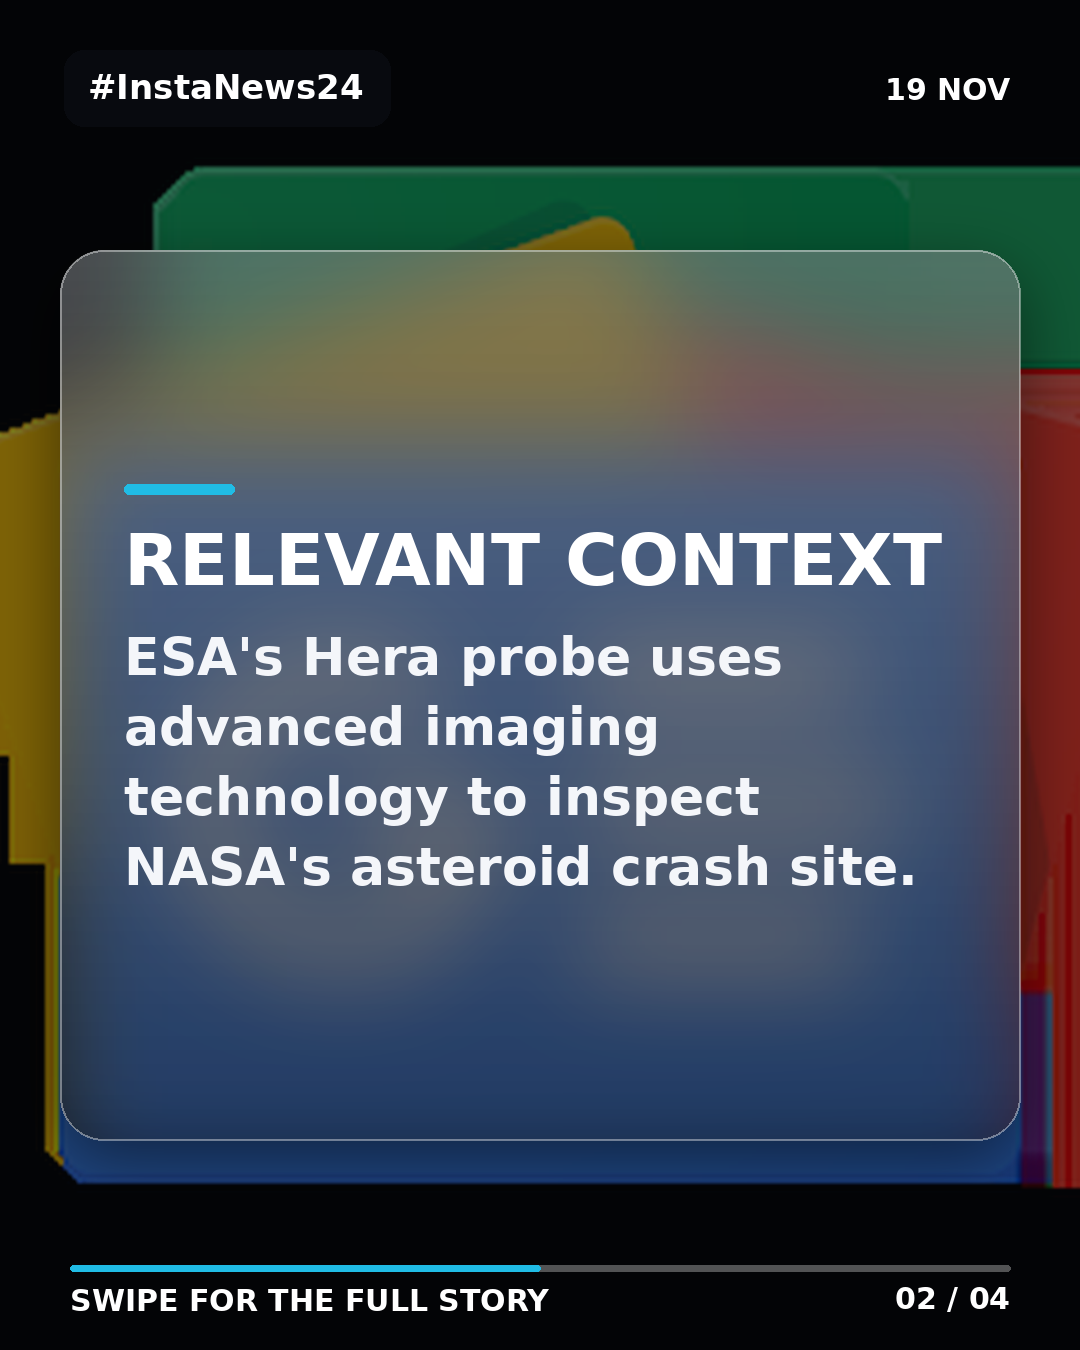 #InstaNews24
19 NOV
RELEVANT CONTEXT
ESA's Hera probe uses
advanced imaging
technology to inspect
NASA's asteroid crash site.
SWIPE FOR THE FULL STORY
02 / 04